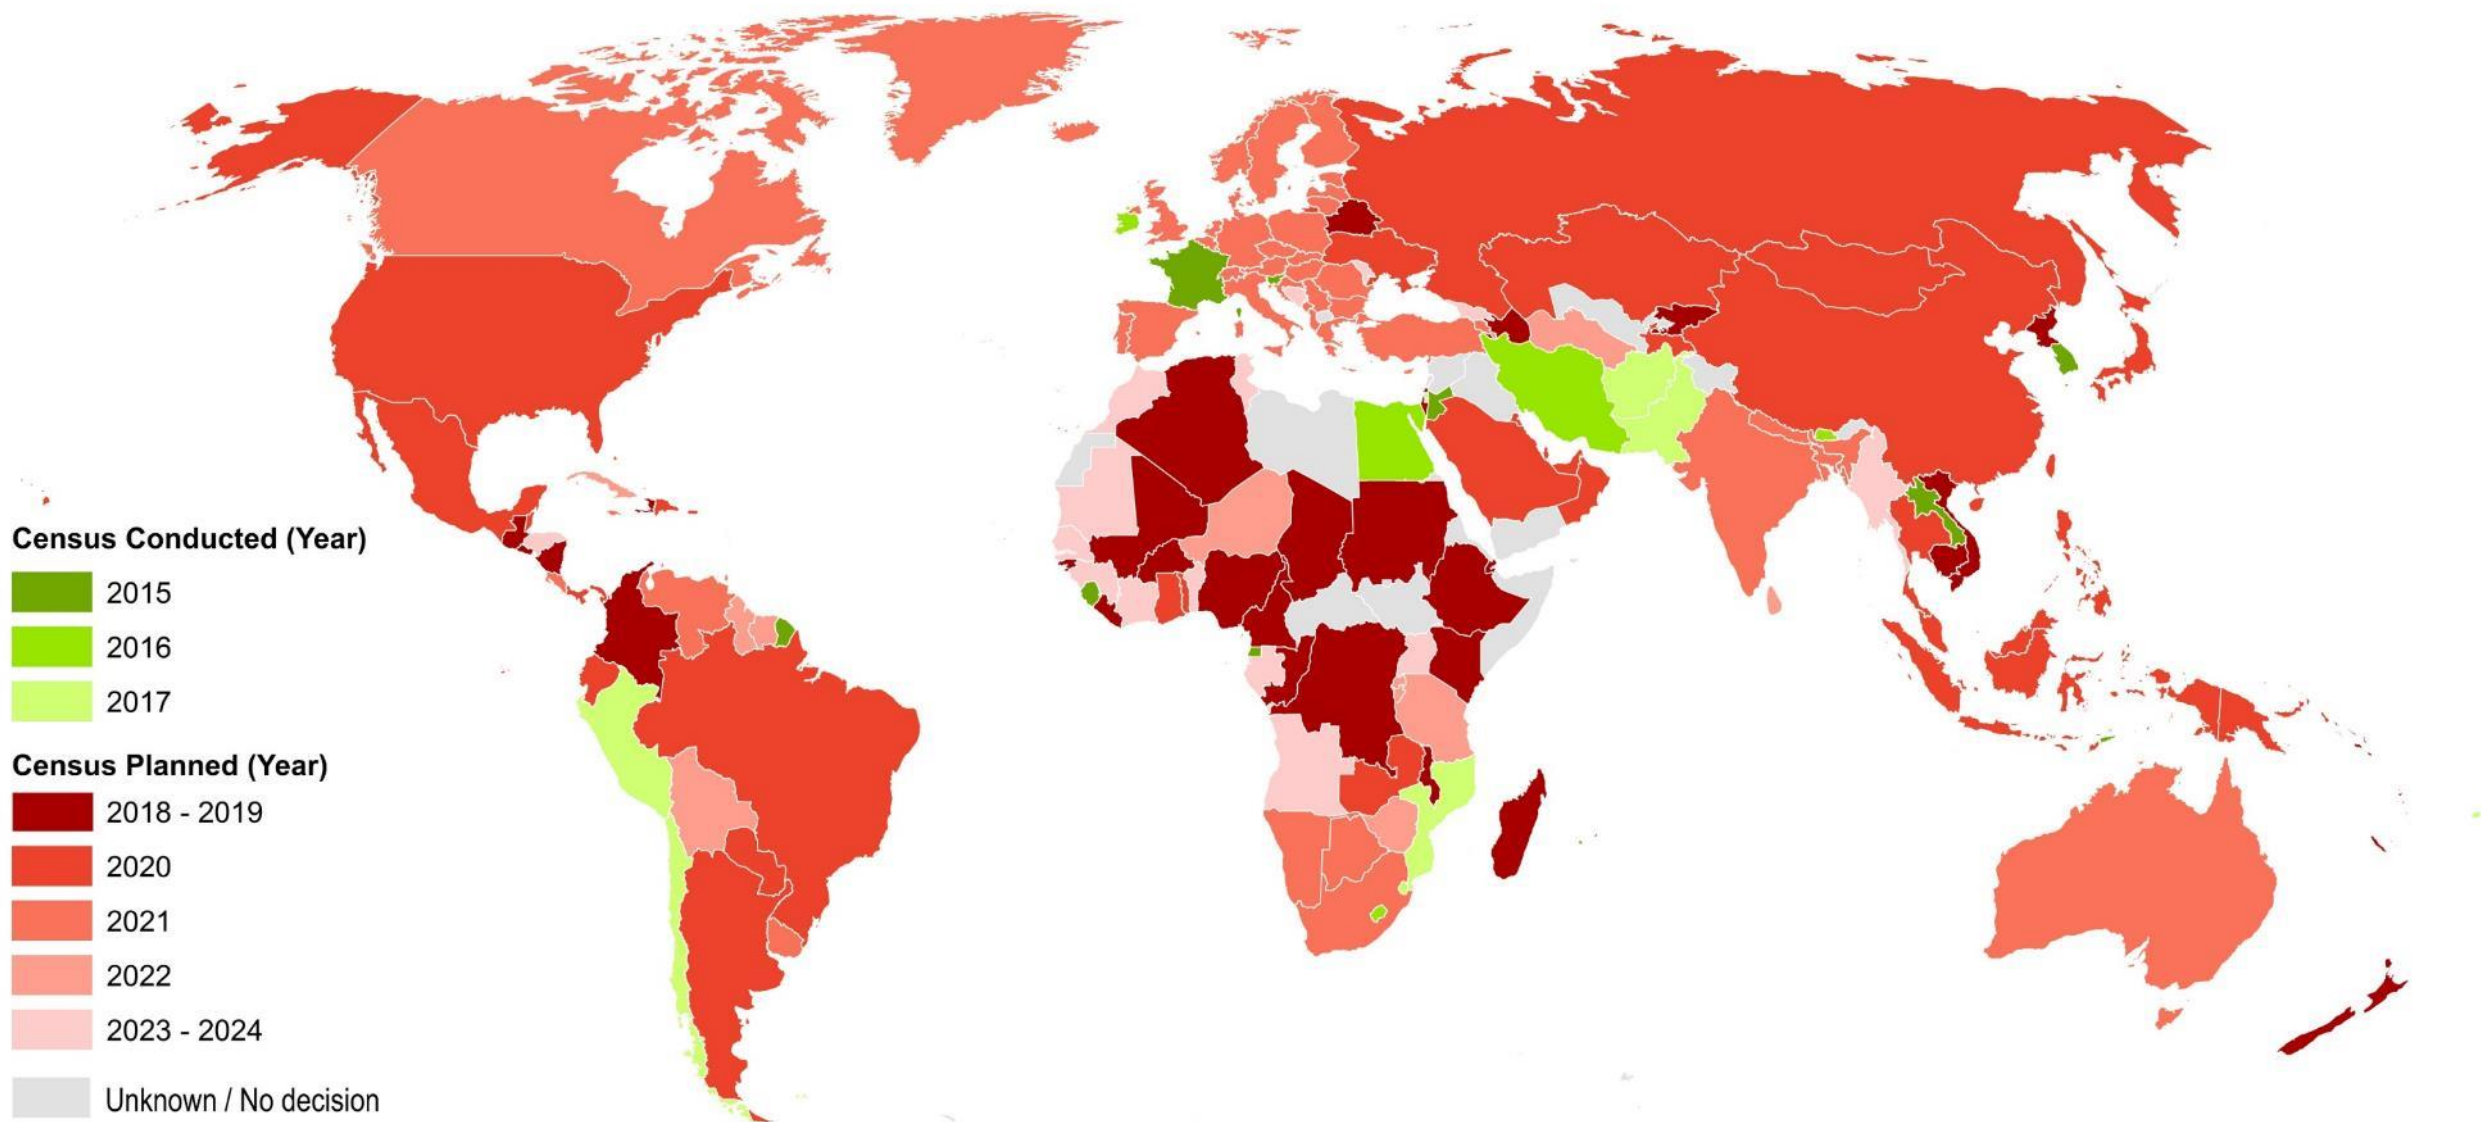 Census Conducted (Year)
2015
2016
2017
Census Planned (Year)
2018 - 2019
2020
2021
2022
2023 - 2024
Unknown / No decision